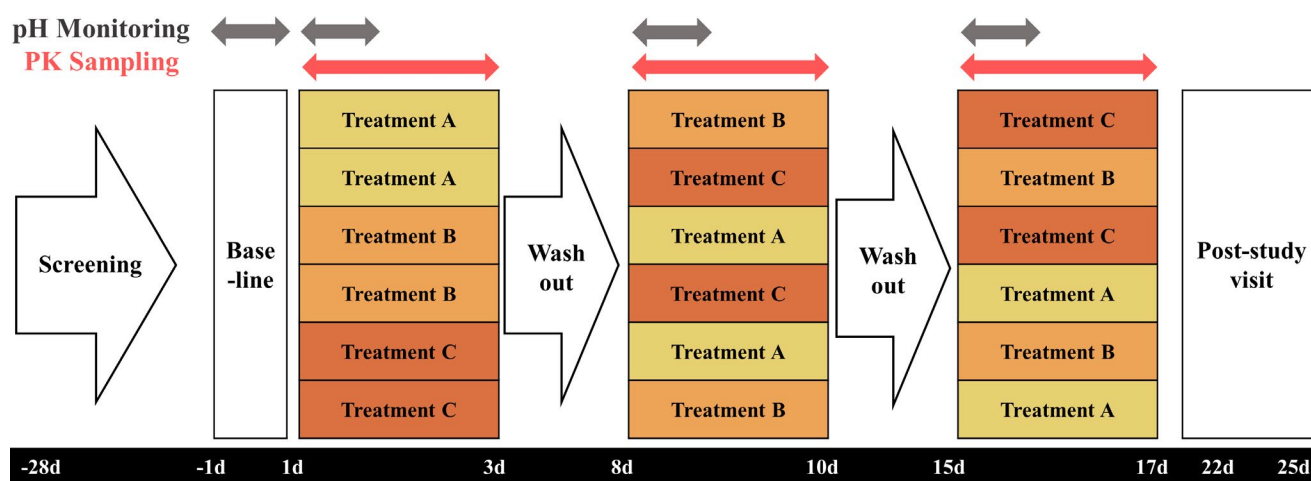 pH Monitoring
PK Sampling
Screening
Base
-line
Treatment A
Treatment A
Treatment B
Treatment B
Treatment C
Treatment C
Wash
out
Treatment B
Treatment C
Treatment A
Treatment C
Treatment A
Treatment B
Wash
out
Treatment C
Treatment B
Treatment C
Treatment A
Treatment B
Treatment A
Post-study
visit
-28d -1d 1d 3d 8d 10d 15d 17d 22d 25d